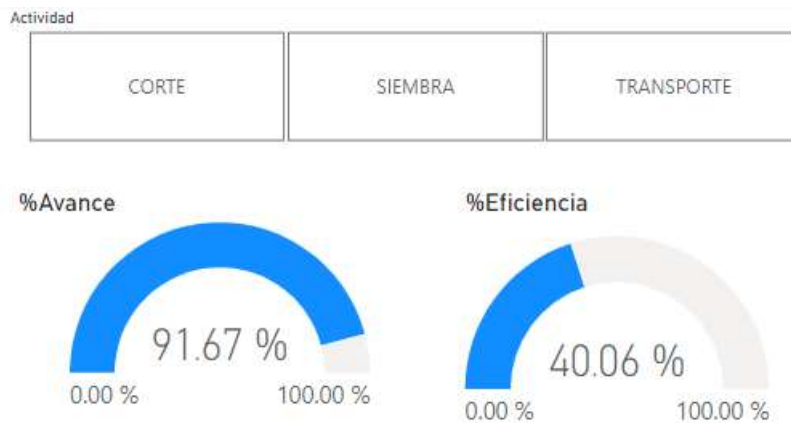 Actividad
CORTE SIEMBRA TRANSPORTE
%Avance %Eficiencia
91.67 % 40.06 %
0.00 % 100.00 % 0.00 % 100.00 %